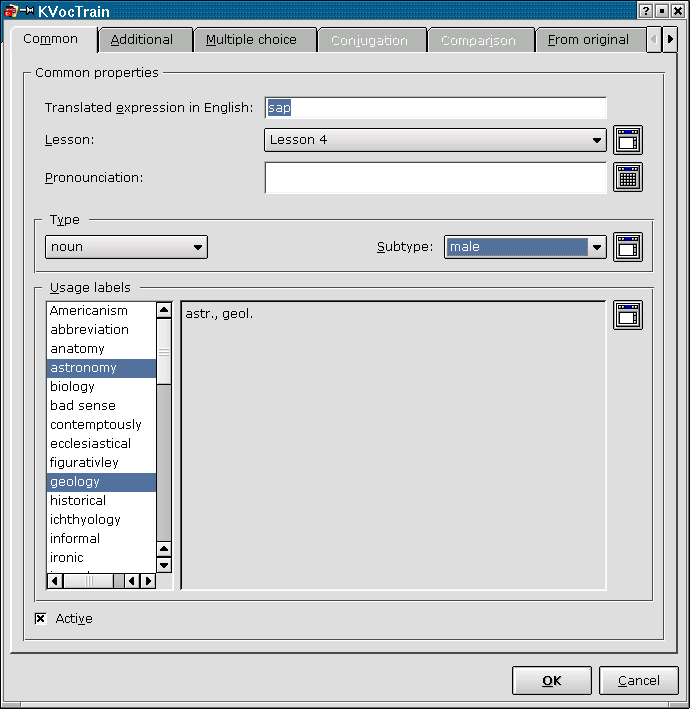 KVocTrain
Common Additional Multiple choice Conjugation Comparison From original
Common properties
Translated expression in English: sap
Lesson: Lesson 4
Pronounciation:
Type
noun Subtype: male
Usage labels
Americanism
abbreviation
anatomy
astronomy
biology
bad sense
contemptously
ecclesiastical
figurativley
geology
historical
ichthyology
informal
ironic
astr., geol.
Active
OK Cancel